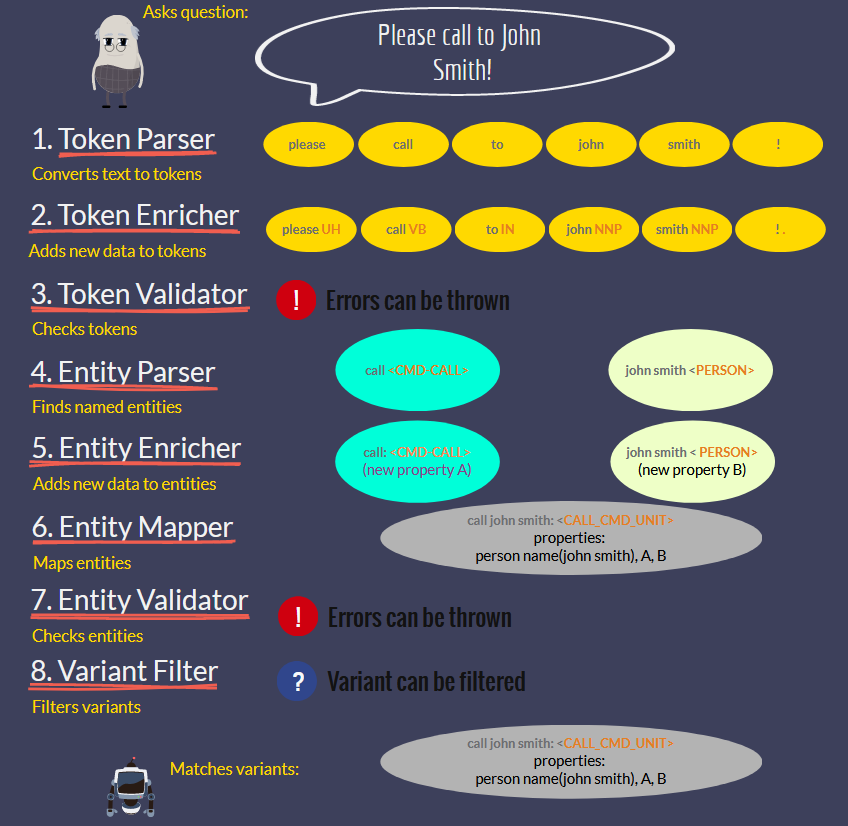 Asks question:
Please call to John
Smith!
1. Token Parser
please call to john smith !
Converts text to tokens
2. Token Enricher
please UH call VB to IN john NNP smith NNP ! .
Adds new data to tokens
3. Token Validator
! Errors can be thrown
Checks tokens
4. Entity Parser
call <CMD-CALL> john smith <PERSON>
Finds named entities
5. Entity Enricher
call: <CMD-CALL> john smith < PERSON>
(new property A) (new property B)
Adds new data to entities
6. Entity Mapper
call john smith: <CALL_CMD_UNIT>
properties:
person name(john smith), A, B
Maps entities
7. Entity Validator
! Errors can be thrown
Checks entities
8. Variant Filter
? Variant can be filtered
Filters variants
Matches variants:
call john smith: <CALL_CMD_UNIT>
properties:
person name(john smith), A, B